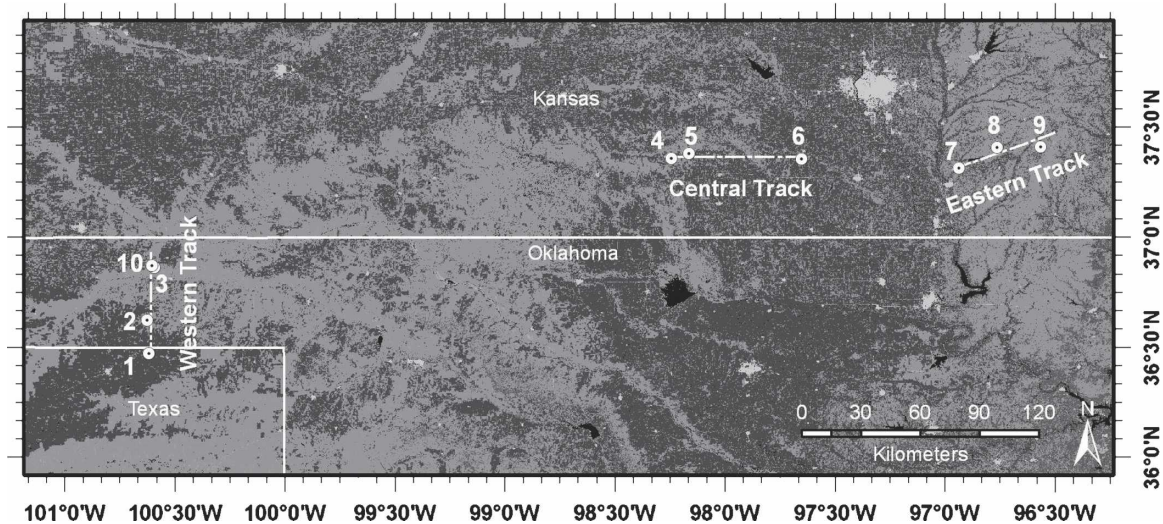 Kansas
4 5 6
7 8 9
Central Track
Eastern Track
Oklahoma
10
3
2
1
Western Track
Texas
0 30 60 90 120
Kilometers
N
37°30'N
37°0'N
36°30'N
36°0'N
101°0'W 100°30'W 100°0'W 99°30'W 99°0'W 98°30'W 98°0'W 97°30'W 97°0'W 96°30'W